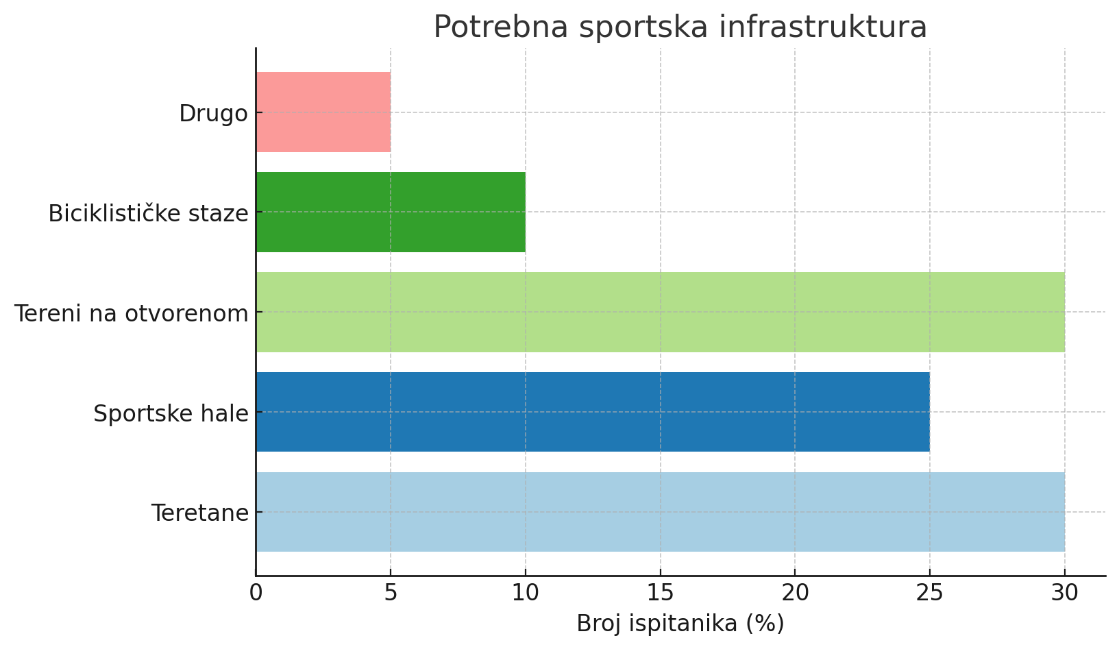 Potrebna sportska infrastruktura
Drugo
Biciklističke staze
Tereni na otvorenom
Sportske hale
Teretane
0 5 10 15 20 25 30
Broj ispitanika (%)